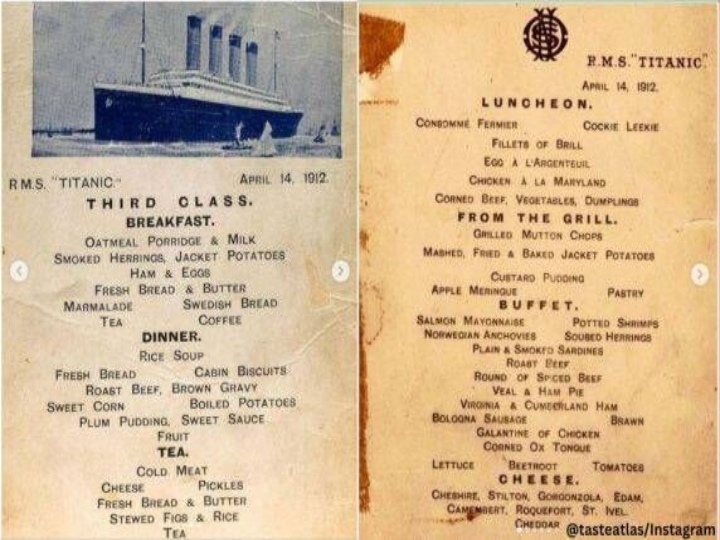 R.M.S. "TITANIC."
APRIL 14, 1912.
THIRD CLASS.
BREAKFAST.
OATMEAL PORRIDGE & MILK
SMOKED HERRINGS, JACKET POTATOES
HAM & EGGS
FRESH BREAD & BUTTER
MARMALADE SWEDISH BREAD
TEA COFFEE
DINNER.
RICE SOUP
FRESH BREAD CABIN BISCUITS
ROAST BEEF, BROWN GRAVY
SWEET CORN BOILED POTATOES
PLUM PUDDING, SWEET SAUCE
FRUIT
TEA.
COLD MEAT
CHEESE PICKLES
FRESH BREAD & BUTTER
STEWED FIGS & RICE
TEA
R.M.S. "TITANIC."
APRIL 14, 1912.
LUNCHEON.
CONSOMMÉ FERMIER COCKIE LEEKIE
FILLETS OF BRILL
EGG À L'ARGENTEUIL
CHICKEN À LA MARYLAND
CORNED BEEF, VEGETABLES, DUMPLINGS
FROM THE GRILL.
GRILLED MUTTON CHOPS
MASHED, FRIED & BAKED JACKET POTATOES
CUSTARD PUDDING
APPLE MERINGUE PASTRY
BUFFET.
SALMON MAYONNAISE POTTED SHRIMPS
NORWEGIAN ANCHOVIES SOUSED HERRINGS
PLAIN & SMOKED SARDINES
ROAST BEEF
ROUND OF SPICED BEEF
VEAL & HAM PIE
VIRGINIA & CUMBERLAND HAM
BOLOGNA SAUSAGE BRAWN
GALANTINE OF CHICKEN
CORNED OX TONGUE
LETTUCE BEETROOT TOMATOES
CHEESE.
CHESHIRE, STILTON, GORGONZOLA, EDAM,
CAMEMBERT, ROQUEFORT, ST. IVEL.
CHEDDAR
@tasteatlas/Instagram